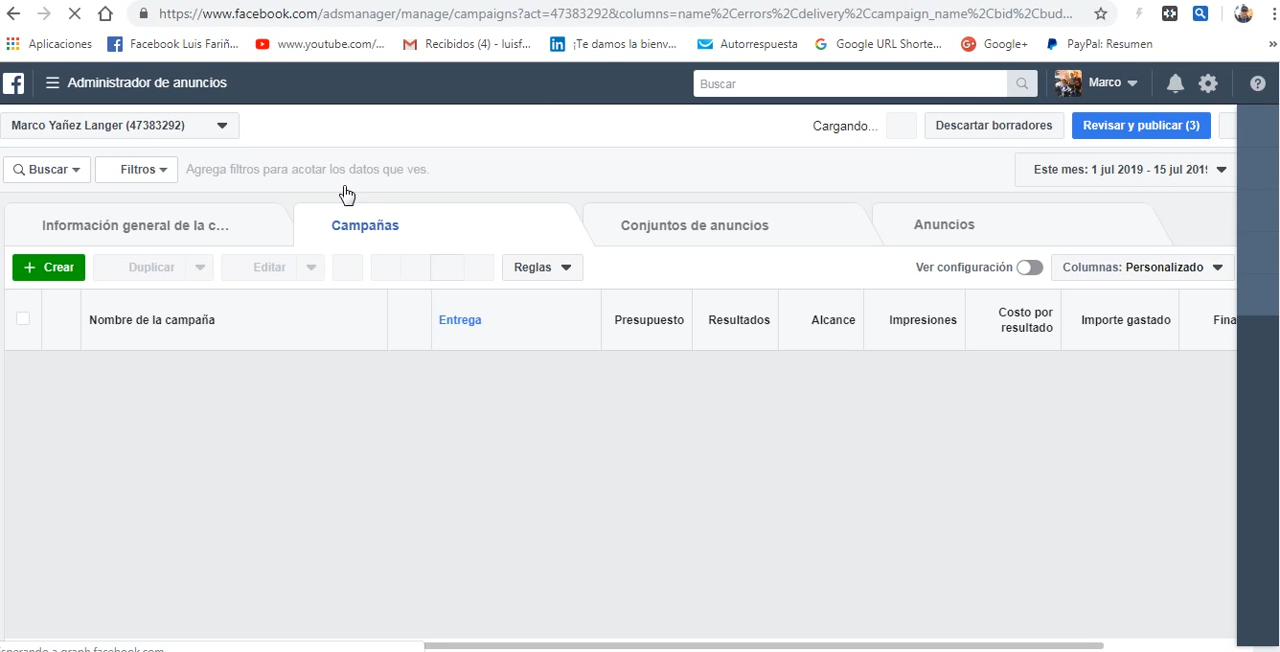 https://www.facebook.com/adsmanager/manage/campaigns?act=47383292&columns=name%2Cerrors%2Cdelivery%2Ccampaign_name%2Cbid%2Cbud...
Aplicaciones Facebook Luis Fariñ... www.youtube.com/... Recibidos (4) - luisf... ¡Te damos la bienv... Autorrespuesta Google URL Shorte... Google+ PayPal: Resumen »
Administrador de anuncios Buscar Marco
Marco Yañez Langer (47383292) Cargando... Descartar borradores Revisar y publicar (3)
Buscar Filtros Agrega filtros para acotar los datos que ves. Este mes: 1 jul 2019 - 15 jul 2019
Información general de la c... Campañas Conjuntos de anuncios Anuncios
+ Crear Duplicar Editar Reglas Ver configuración Columnas: Personalizado
Nombre de la campaña Entrega Presupuesto Resultados Alcance Impresiones Costo por resultado Importe gastado Fina
sperando a graph.facebook.com